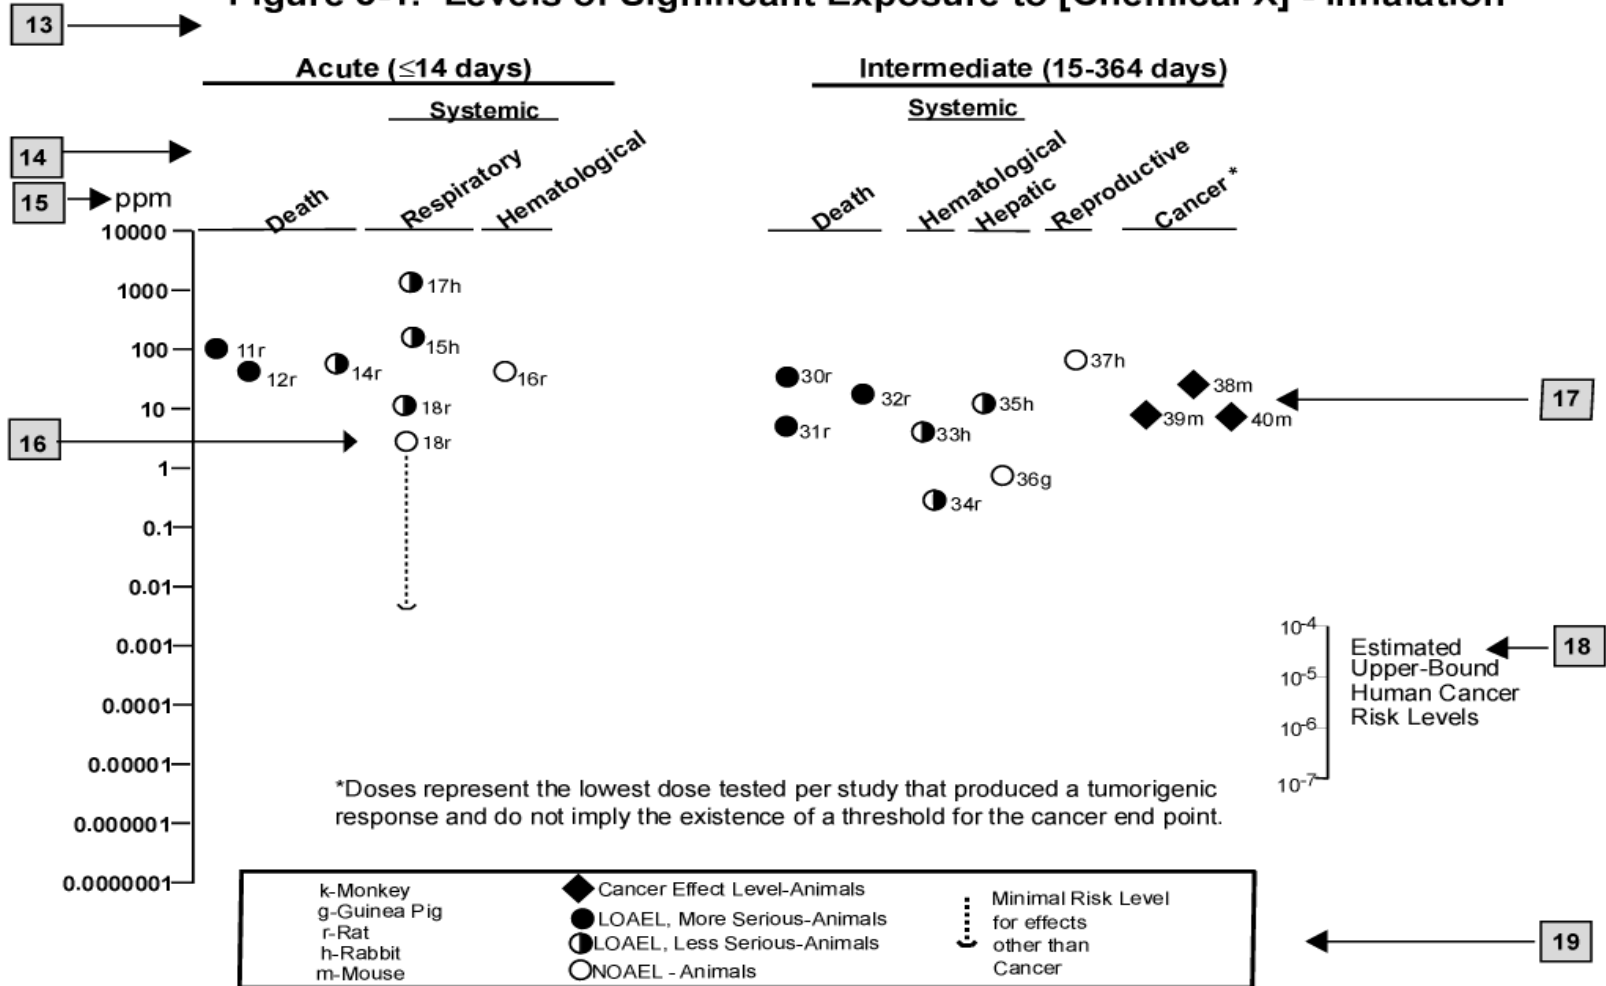 Figure 3-1. Levels of Significant Exposure to [Chemical X] - Inhalation
13
Acute (≤14 days)
Intermediate (15-364 days)
Systemic
Systemic
14
15
ppm
Death
Respiratory
Hematological
Death
Hematological
Hepatic
Reproductive
Cancer*
10000
1000
100
10
1
0.1
0.01
0.001
0.0001
0.00001
0.000001
0.0000001
17h
15h
11r
12r
14r
16r
18r
18r
16
30r
32r
31r
33h
34r
35h
36g
37h
38m
39m
40m
17
10-4
10-5
10-6
10-7
Estimated
Upper-Bound
Human Cancer
Risk Levels
18
*Doses represent the lowest dose tested per study that produced a tumorigenic
response and do not imply the existence of a threshold for the cancer end point.
k-Monkey
g-Guinea Pig
r-Rat
h-Rabbit
m-Mouse
Cancer Effect Level-Animals
LOAEL, More Serious-Animals
LOAEL, Less Serious-Animals
NOAEL - Animals
Minimal Risk Level
for effects
other than
Cancer
19